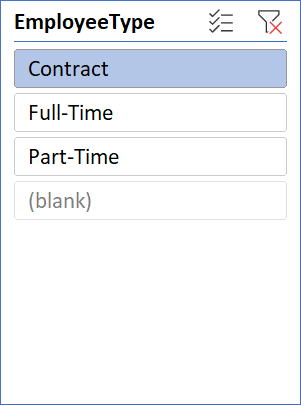 EmployeeType
Contract
Full-Time
Part-Time
(blank)